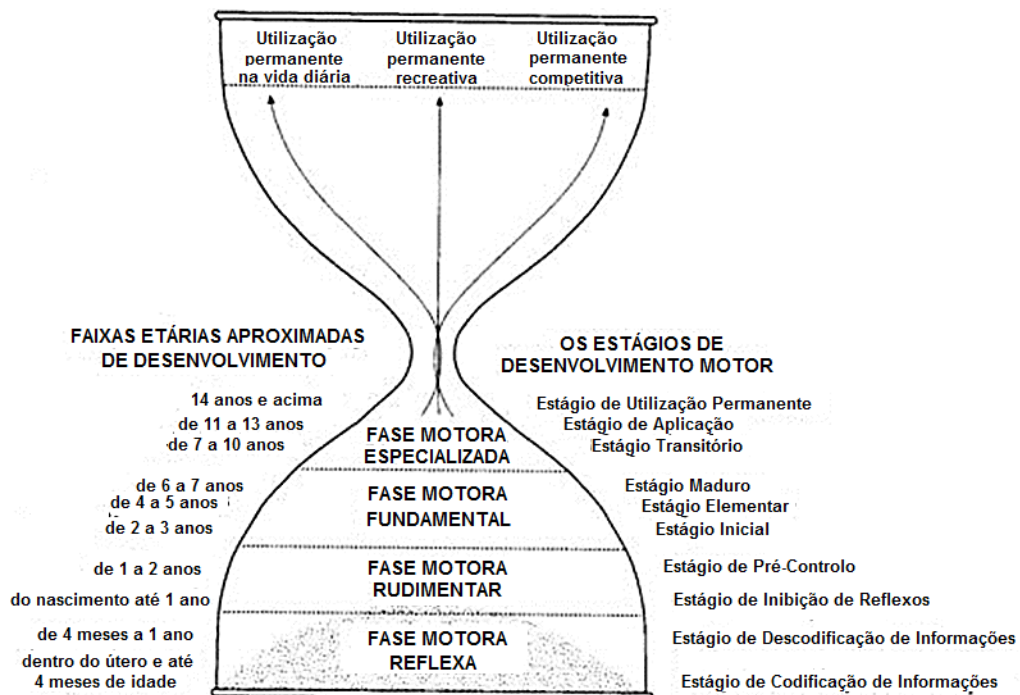 Utilização
permanente
na vida diária
Utilização
permanente
recreativa
Utilização
permanente
competitiva
FAIXAS ETÁRIAS APROXIMADAS
DE DESENVOLVIMENTO
OS ESTÁGIOS DE
DESENVOLVIMENTO MOTOR
14 anos e acima
de 11 a 13 anos
de 7 a 10 anos
FASE MOTORA
ESPECIALIZADA
Estágio de Utilização Permanente
Estágio de Aplicação
Estágio Transitório
de 6 a 7 anos
de 4 a 5 anos
de 2 a 3 anos
FASE MOTORA
FUNDAMENTAL
Estágio Maduro
Estágio Elementar
Estágio Inicial
de 1 a 2 anos
do nascimento até 1 ano
FASE MOTORA
RUDIMENTAR
Estágio de Pré-Controlo
Estágio de Inibição de Reflexos
de 4 meses a 1 ano
dentro do útero e até
4 meses de idade
FASE MOTORA
REFLEXA
Estágio de Descodificação de Informações
Estágio de Codificação de Informações